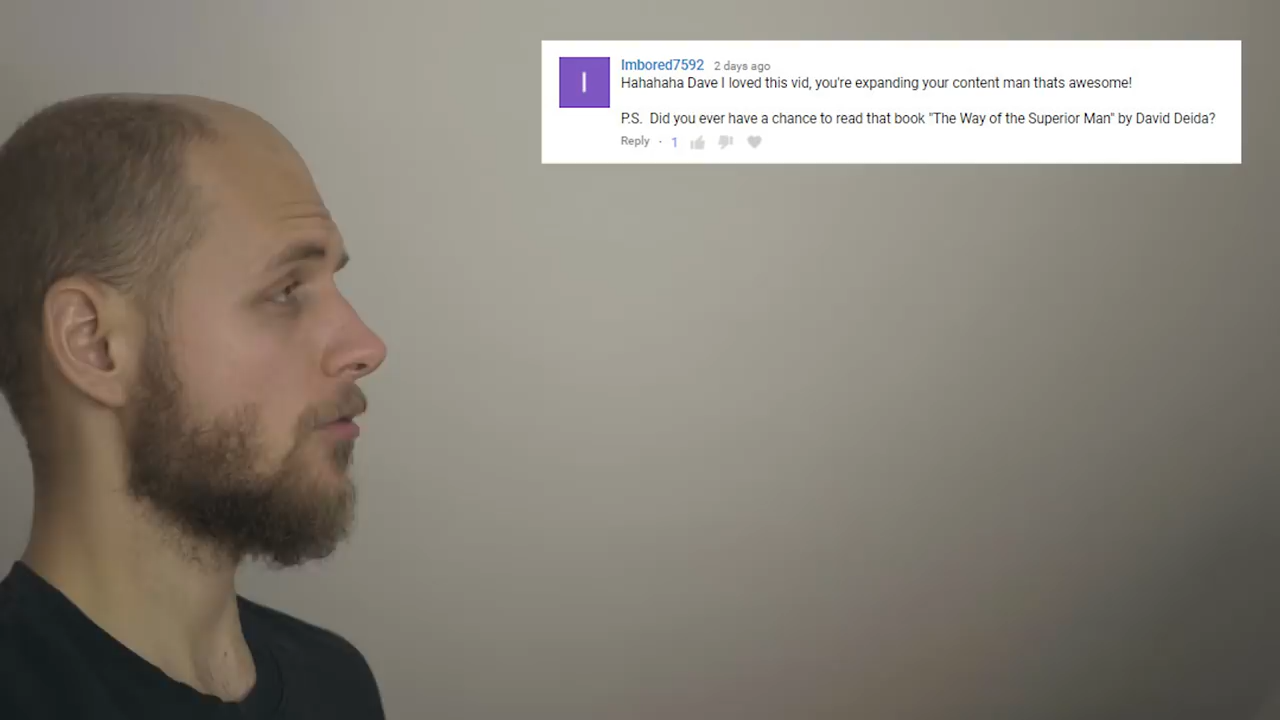 I
Imbored7592 2 days ago
Hahahaha Dave I loved this vid, you're expanding your content man thats awesome!
P.S. Did you ever have a chance to read that book "The Way of the Superior Man" by David Deida?
Reply · 1